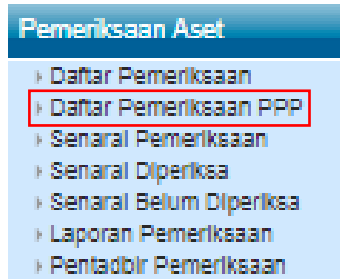 Pemeriksaan Aset
Daftar Pemeriksaan
Daftar Pemeriksaan PPP
Senarai Pemeriksaan
Senarai Diperiksa
Senarai Belum Diperiksa
Laporan Pemeriksaan
Pentadbir Pemeriksaan